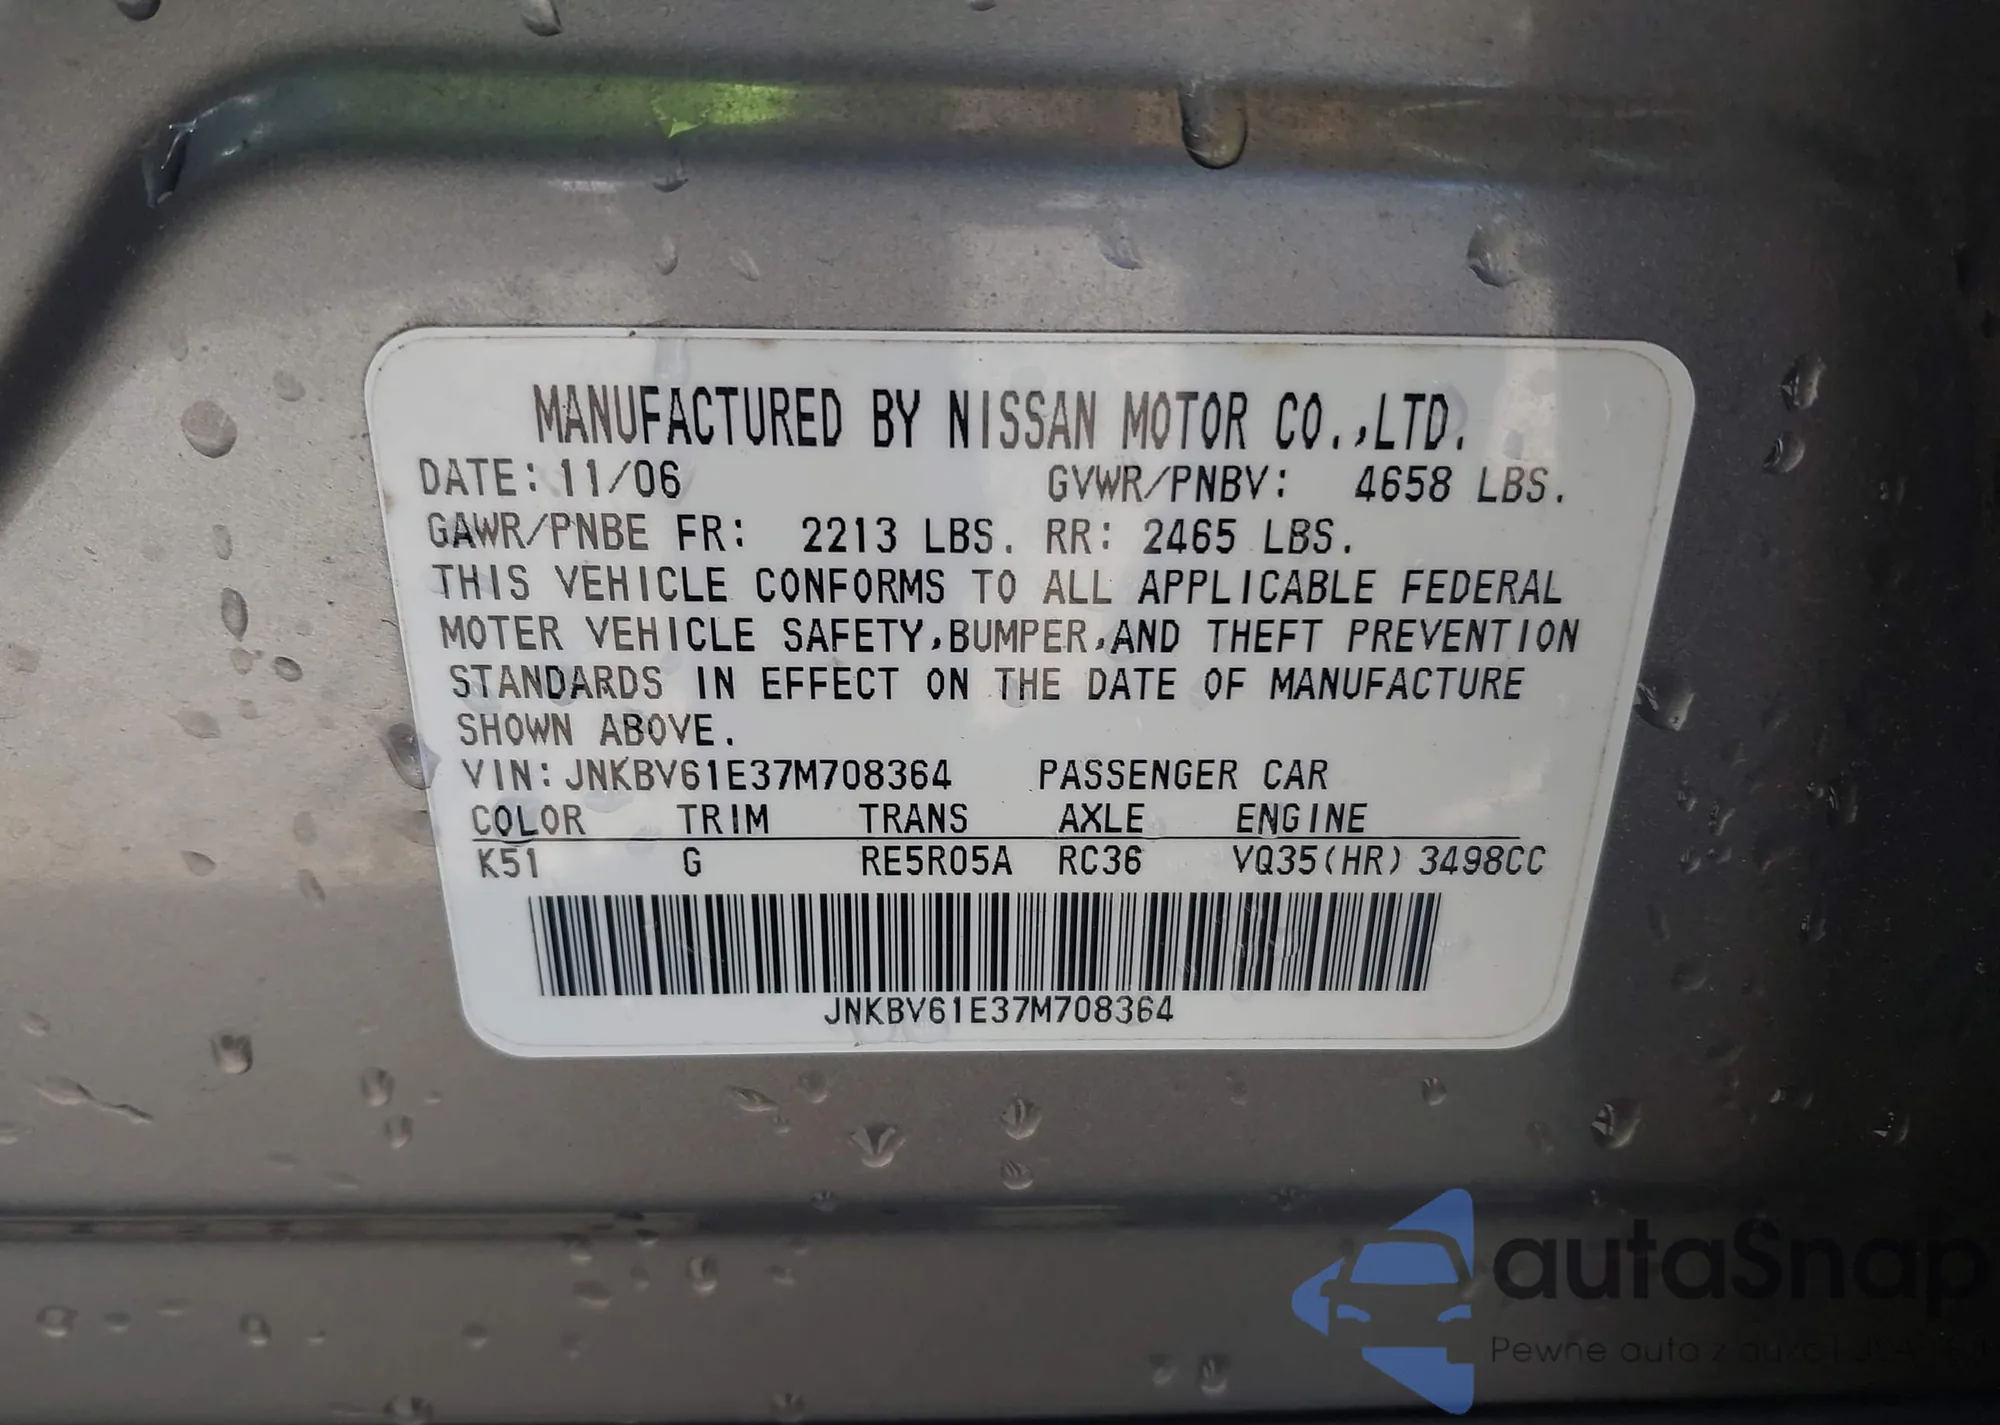 MANUFACTURED BY NISSAN MOTOR CO.,LTD.
DATE: 11/06 GVWR/PNBV: 4658 LBS.
GAWR/PNBE FR: 2213 LBS. RR: 2465 LBS.
THIS VEHICLE CONFORMS TO ALL APPLICABLE FEDERAL
MOTER VEHICLE SAFETY,BUMPER,AND THEFT PREVENTION
STANDARDS IN EFFECT ON THE DATE OF MANUFACTURE
SHOWN ABOVE.
VIN:JNKBV61E37M708364 PASSENGER CAR
COLOR TRIM TRANS AXLE ENGINE
K51 G RE5R05A RC36 VQ35(HR) 3498CC
JNKBV61E37M708364
autaSnap
Pewne auta z